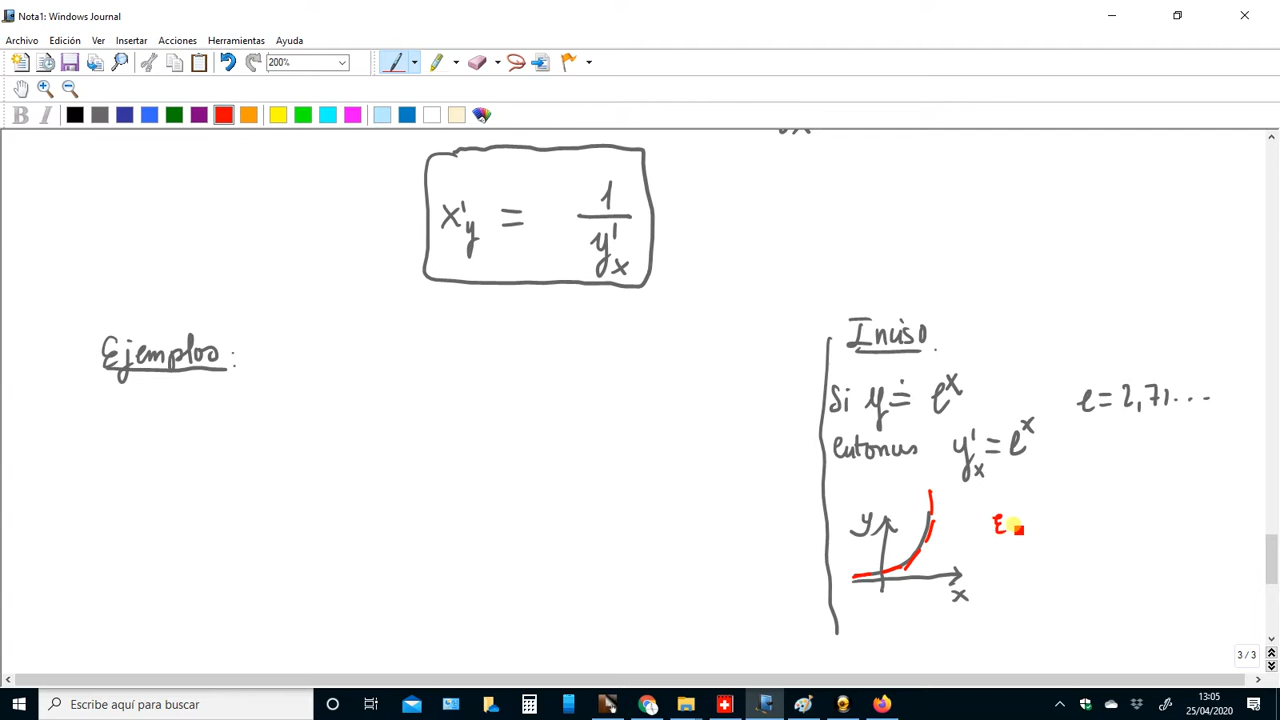 Nota1: Windows Journal
Archivo Edición Ver Insertar Acciones Herramientas Ayuda
200%
B I
x'y = 1 / y'x
Ejemplos:
Inciso.
Si y = e^x e = 2,71...
entonces y'x = e^x
y
E
x
3/3
Escribe aquí para buscar
13:05
25/04/2020